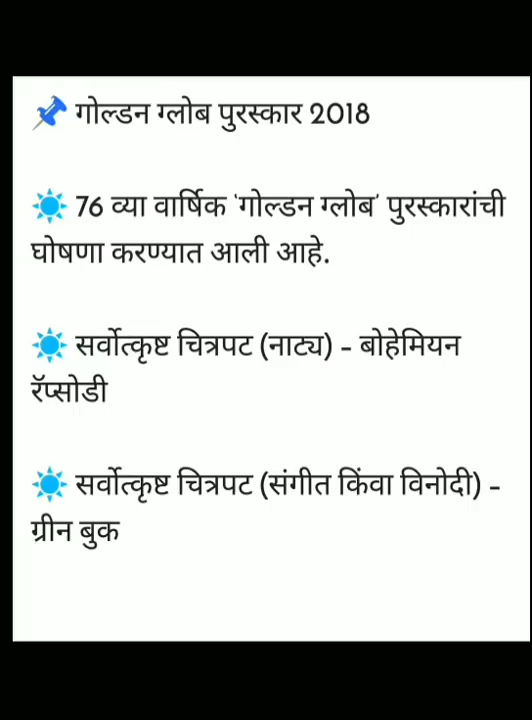 📌 गोल्डन ग्लोब पुरस्कार 2018
☀ 76 व्या वार्षिक 'गोल्डन ग्लोब' पुरस्कारांची
घोषणा करण्यात आली आहे.
☀ सर्वोत्कृष्ट चित्रपट (नाट्य) - बोहेमियन
रॅप्सोडी
☀ सर्वोत्कृष्ट चित्रपट (संगीत किंवा विनोदी) -
ग्रीन बुक